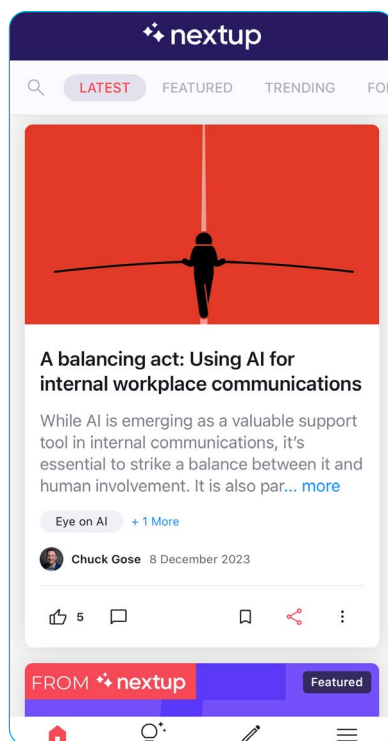 nextup
LATEST FEATURED TRENDING FO
A balancing act: Using AI for
internal workplace communications
While AI is emerging as a valuable support
tool in internal communications, it's
essential to strike a balance between it and
human involvement. It is also par... more
Eye on AI + 1 More
Chuck Gose 8 December 2023
5
FROM nextup Featured